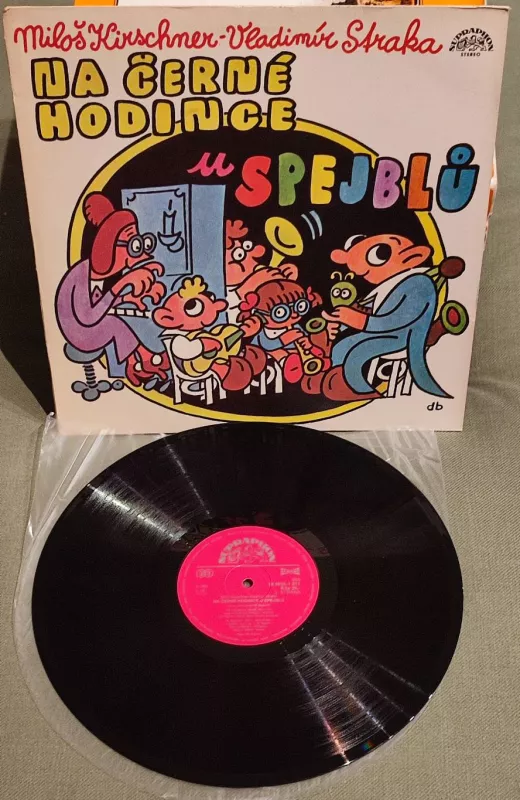 Miloš Kirschner-Vladimír Straka
SUPRAPHON
STEREO
NA ČERNÉ
HODINCE
u SPEJBLŮ
db
SUPRAPHON